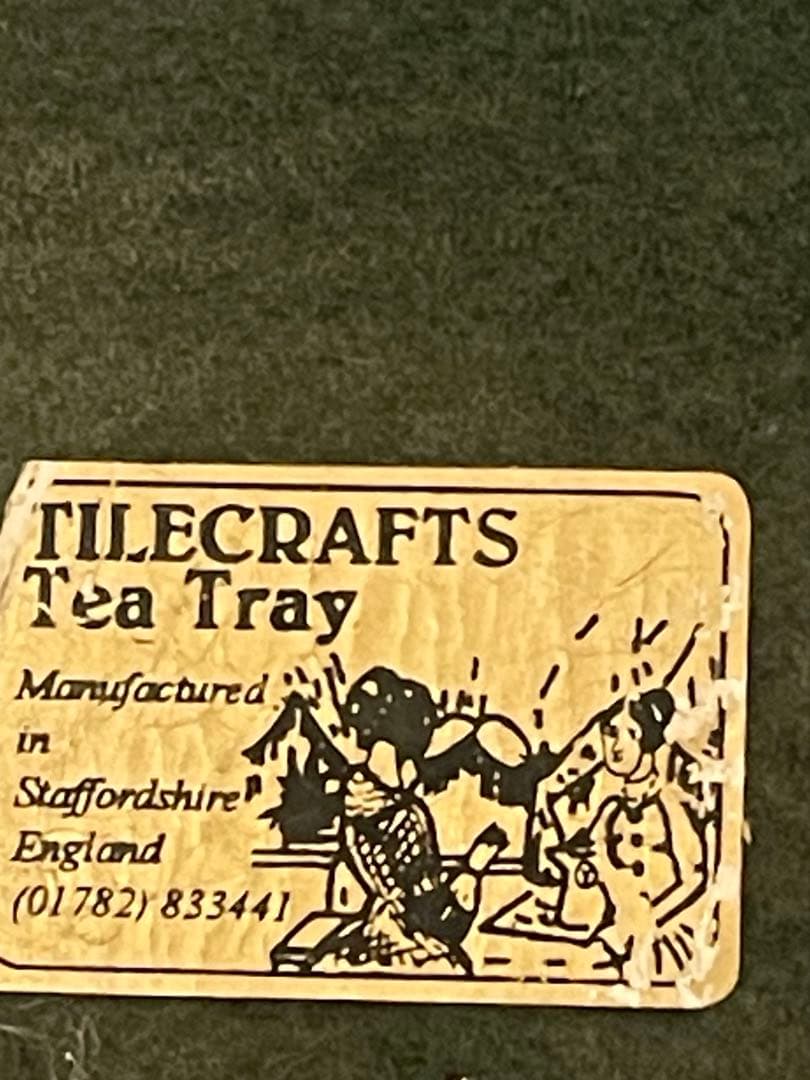 TILECRAFTS
Tea Tray
Manufactured
in
Staffordshire
England
(01782) 833441